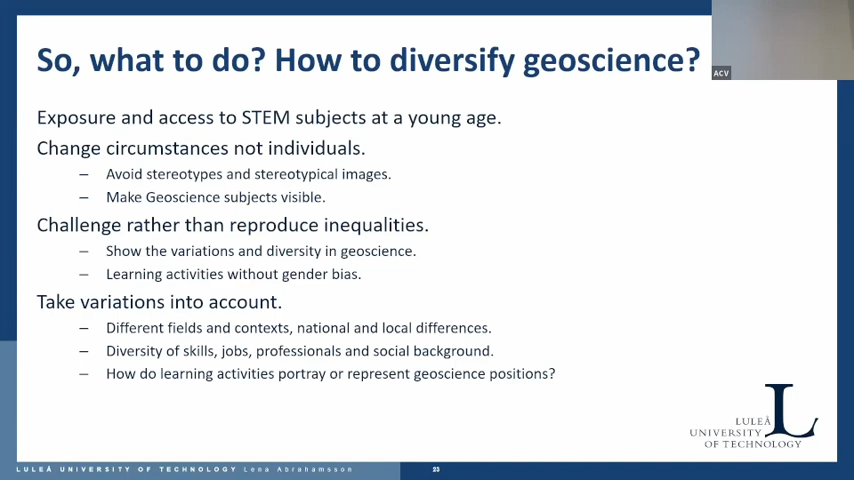 So, what to do? How to diversify geoscience?
ACV
Exposure and access to STEM subjects at a young age.
Change circumstances not individuals.
– Avoid stereotypes and stereotypical images.
– Make Geoscience subjects visible.
Challenge rather than reproduce inequalities.
– Show the variations and diversity in geoscience.
– Learning activities without gender bias.
Take variations into account.
– Different fields and contexts, national and local differences.
– Diversity of skills, jobs, professionals and social background.
– How do learning activities portray or represent geoscience positions?
LULEÅ
UNIVERSITY
OF TECHNOLOGY
L
LULEÅ UNIVERSITY OF TECHNOLOGY Lena Abrahamsson
23